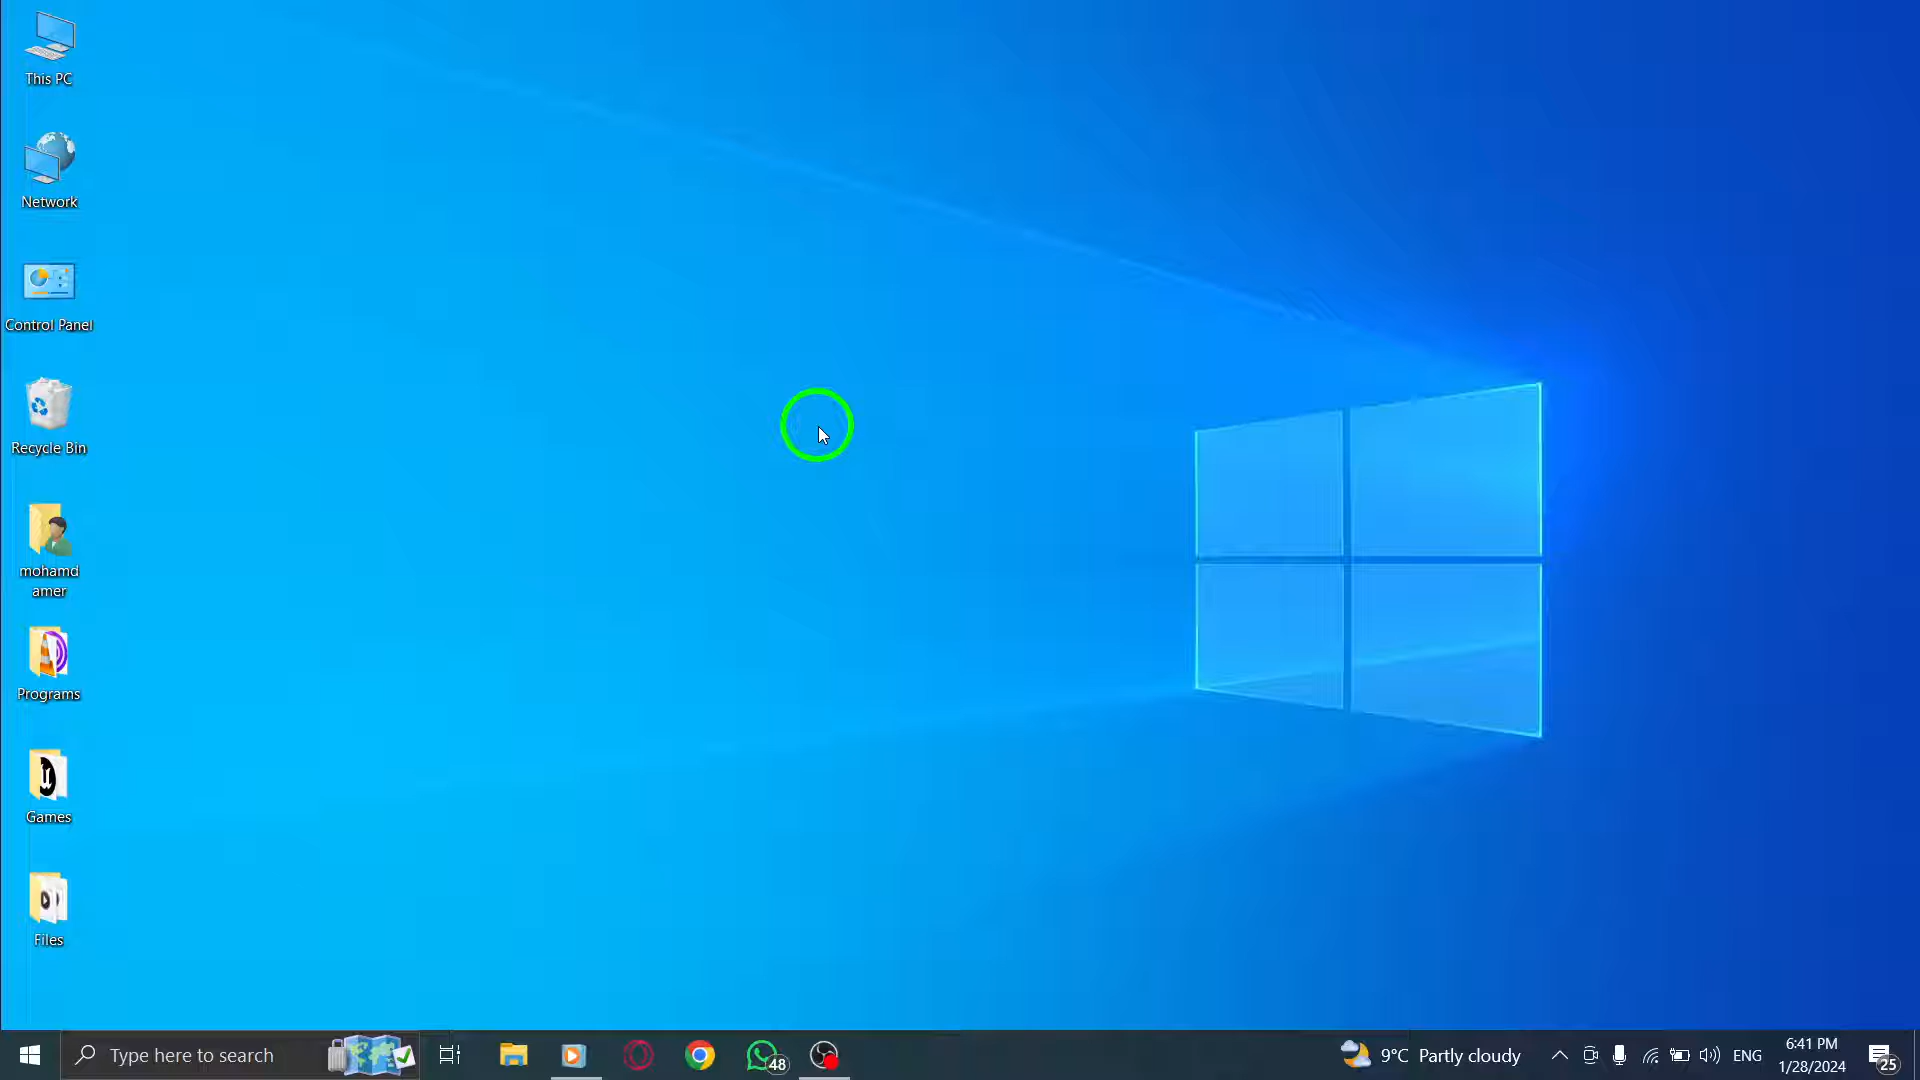 This PC
Network
Control Panel
Recycle Bin
mohamd
amer
Programs
Games
Files
Type here to search
48
9°C Partly cloudy
ENG
6:41 PM
1/28/2024
25